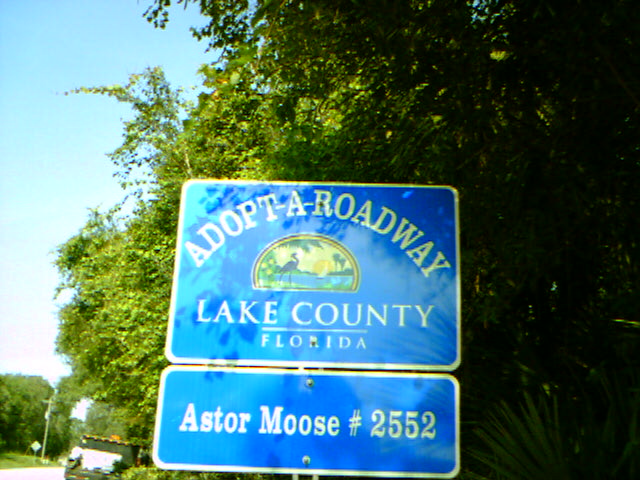 ADOPT-A-ROADWAY
LAKE COUNTY
FLORIDA
Astor Moose # 2552